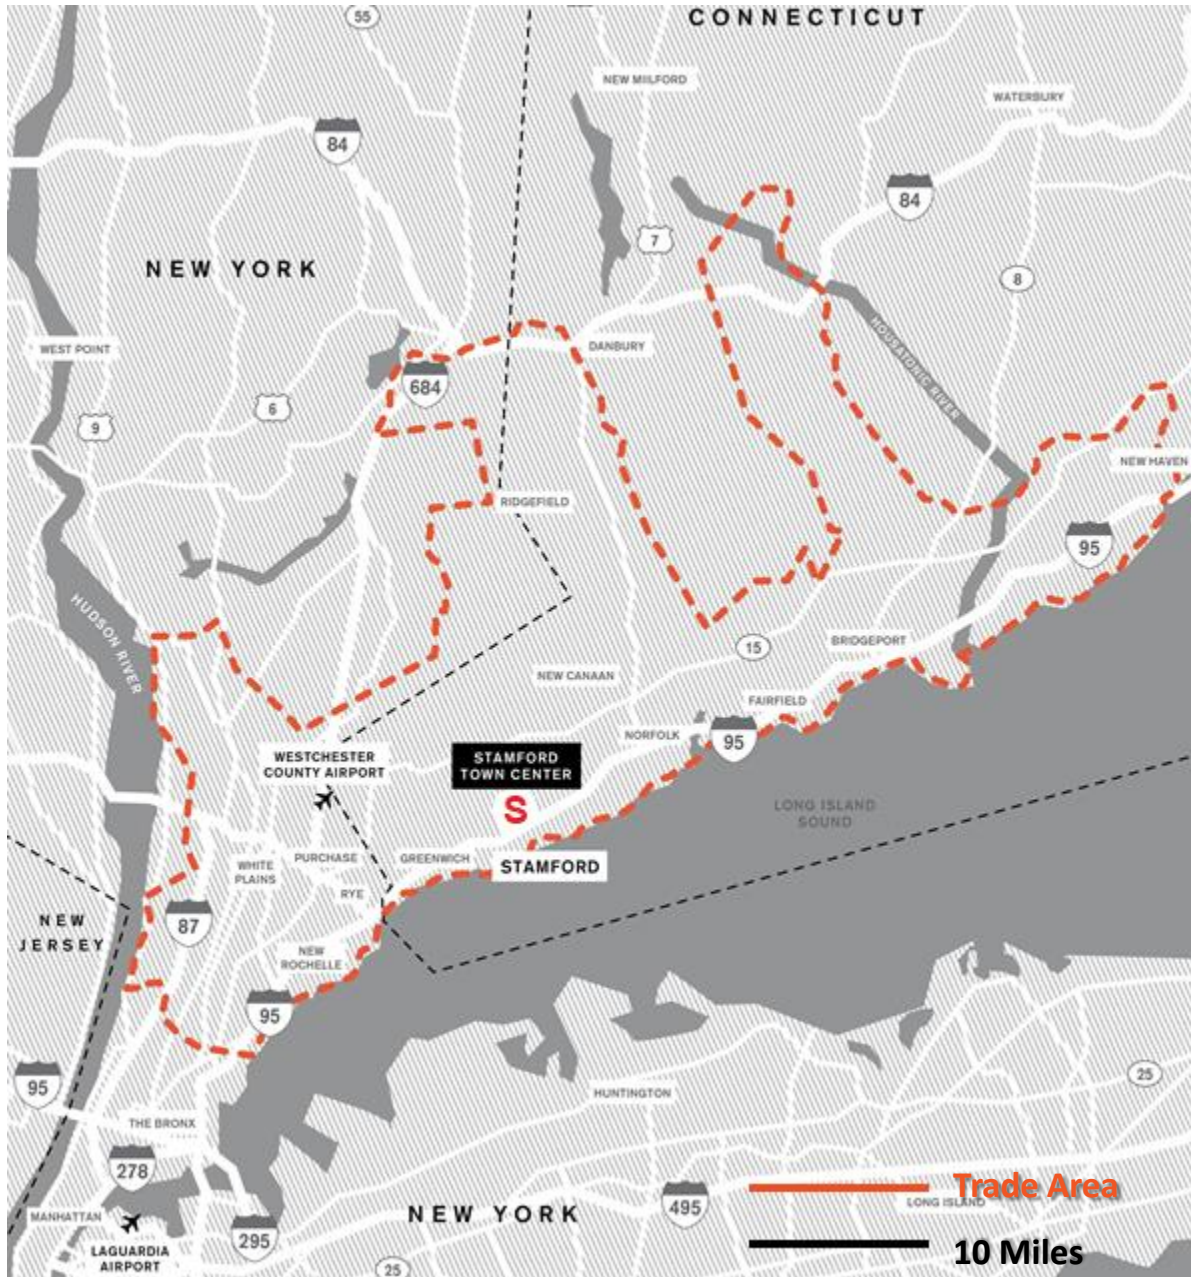 CONNECTICUT
55
NEW MIILFORD
WATERBURY
84
84
7
NEW YORK
8
HOUSATONIC RIVER
WEST POINT
DANBURY
684
6
9
NEW HAVEN
RIDGEFIELD
95
HUDSON RIVER
15
BRIDGEPORT
NEW CANAAN
FAIRFIELD
NORFOLK
95
WESTCHESTER
COUNTY AIRPORT
STAMFORD
TOWN CENTER
S
LONG ISLAND
SOUND
PURCHASE
GREENWICH
STAMFORD
WHITE
PLAINS
RYE
NEW
JERSEY
87
NEW
ROCHELLE
95
95
25
HUNTINGTON
THE BRONX
278
Trade Area
LONG ISLAND
MANHATTAN
NEW YORK
495
295
LAGUARDIA
AIRPORT
10 Miles
25